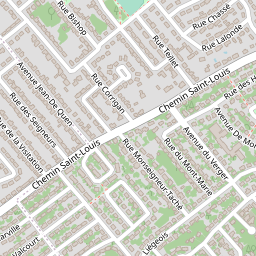 Rue Chassé
Rue Lalonde
Rue Bishop
Rue Teillet
Avenue Jean-De Quen
Rue Corrigan
Chemin Saint-Louis
Rue des Seigneurs
de la Visitation
Rue Monseigneur-Taché
Rue du Mont-Marie
Avenue du Verger
Avenue De
Rue des
Chemin Saint-Louis
Valcourt
Liégeois